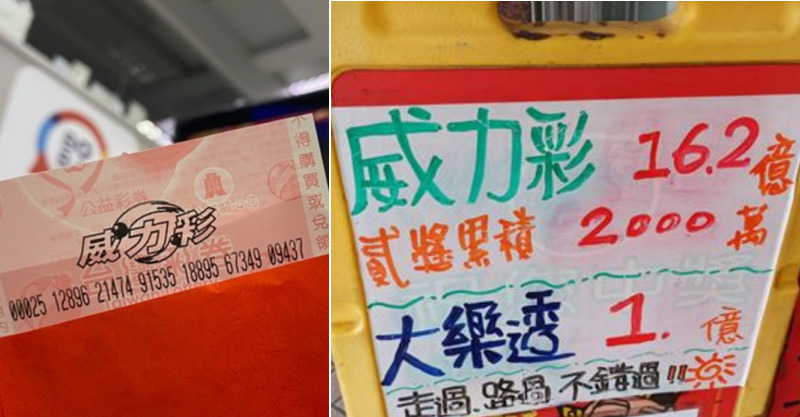 不得購買或兌領
公益彩券
威力彩
00025 12896 21474 91535 18895 67349 09437
威力彩 16.2億
貳獎累積 2000萬
大樂透 1.億
走過.路過 不錯過!!